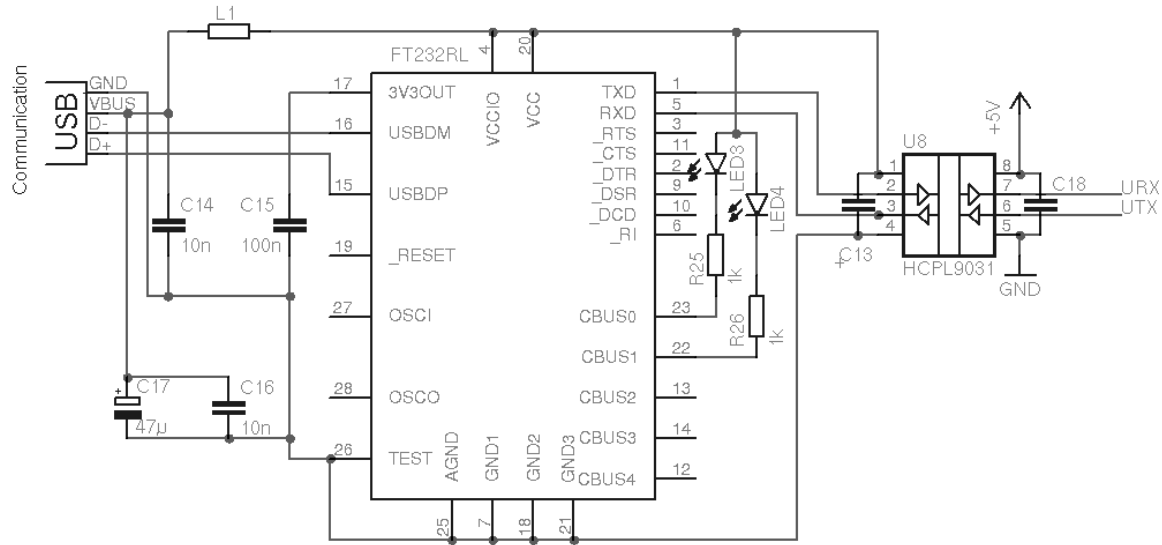 L1
FT232RL
4
20
VCCIO
VCC
Communication
USB
GND
VBUS
D-
D+
17
3V3OUT
16
USBDM
15
USBDP
19
_RESET
27
OSCI
28
OSCO
26
TEST
C14
10n
C15
100n
C17
+
47µ
C16
10n
AGND
GND1
GND2
GND3
25
7
18
21
TXD
1
RXD
5
_RTS
3
_CTS
11
_DTR
2
_DSR
9
_DCD
10
_RI
6
CBUS0
23
CBUS1
22
CBUS2
13
CBUS3
14
CBUS4
12
LED3
LED4
R25
1k
R26
1k
+5V
U8
1
2
3
4
8
7
6
5
HCPL9031
C13
+
C18
URX
UTX
GND